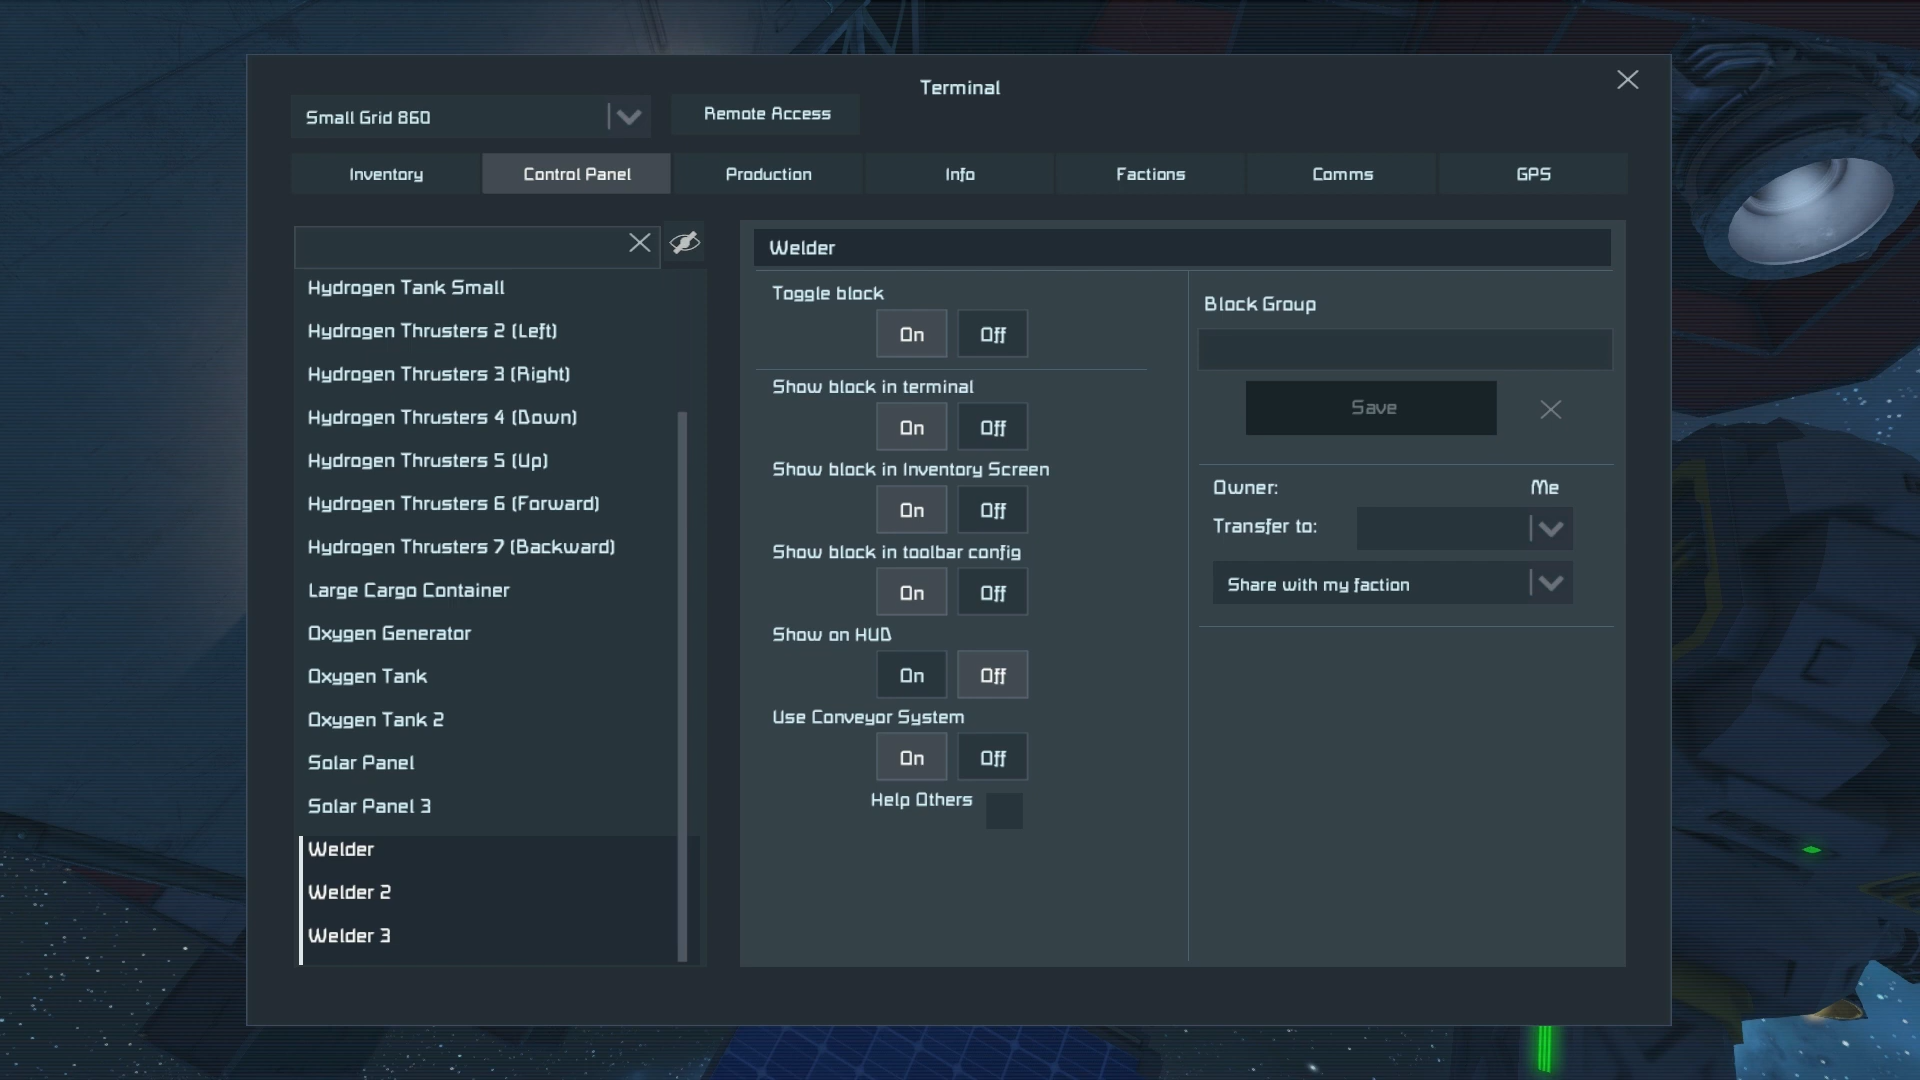 Terminal
Small Grid 860
Remote Access
Inventory
Control Panel
Production
Info
Factions
Comms
GPS
Hydrogen Tank Small
Hydrogen Thrusters 2 (Left)
Hydrogen Thrusters 3 (Right)
Hydrogen Thrusters 4 (Down)
Hydrogen Thrusters 5 (Up)
Hydrogen Thrusters 6 (Forward)
Hydrogen Thrusters 7 (Backward)
Large Cargo Container
Oxygen Generator
Oxygen Tank
Oxygen Tank 2
Solar Panel
Solar Panel 3
Welder
Welder 2
Welder 3
Welder
Toggle block
On Off
Show block in terminal
On Off
Show block in Inventory Screen
On Off
Show block in toolbar config
On Off
Show on HUD
On Off
Use Conveyor System
On Off
Help Others
Block Group
Save
Owner: Me
Transfer to:
Share with my faction